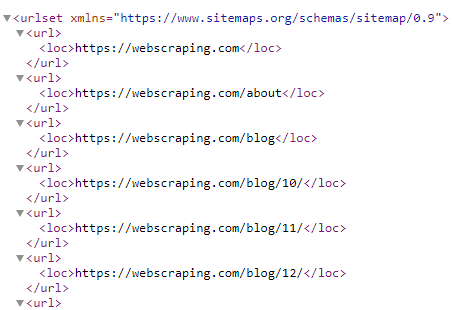 <urlset xmlns="https://www.sitemaps.org/schemas/sitemap/0.9">
<url>
<loc>https://webscraping.com</loc>
</url>
<url>
<loc>https://webscraping.com/about</loc>
</url>
<url>
<loc>https://webscraping.com/blog</loc>
</url>
<url>
<loc>https://webscraping.com/blog/10/</loc>
</url>
<url>
<loc>https://webscraping.com/blog/11/</loc>
</url>
<url>
<loc>https://webscraping.com/blog/12/</loc>
</url>
<url>